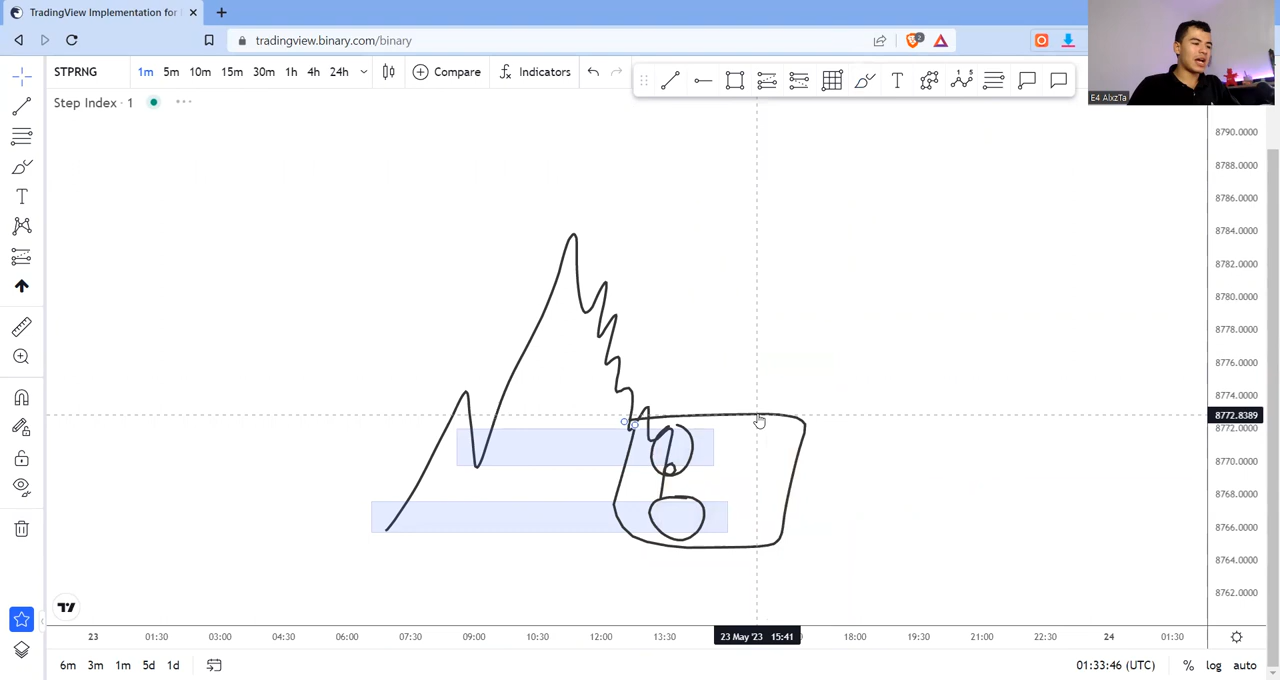 TradingView Implementation for
tradingview.binary.com/binary
2
STPRNG
1m 5m 10m 15m 30m 1h 4h 24h Compare Indicators
Step Index · 1
E4 AlxzTa
8790.0000
8788.0000
8786.0000
8784.0000
8782.0000
8780.0000
8778.0000
8776.0000
8774.0000
8772.8389
8772.0000
8770.0000
8768.0000
8766.0000
8764.0000
8762.0000
23 01:30 03:00 04:30 06:00 07:30 09:00 10:30 12:00 13:30 23 May '23 15:41 18:00 19:30 21:00 22:30 24 01:30
6m 3m 1m 5d 1d 01:33:46 (UTC) % log auto